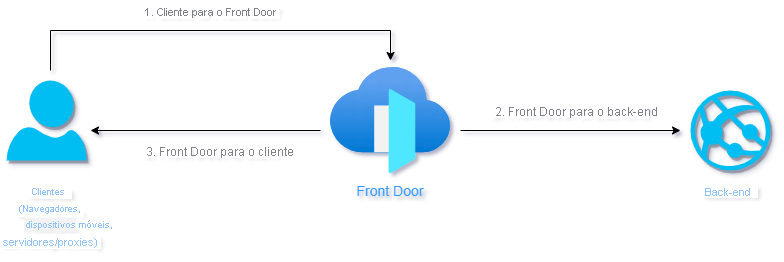 1. Cliente para o Front Door
2. Front Door para o back-end
3. Front Door para o cliente
Front Door
Clientes
(Navegadores,
dispositivos móveis,
servidores/proxies)
Back-end